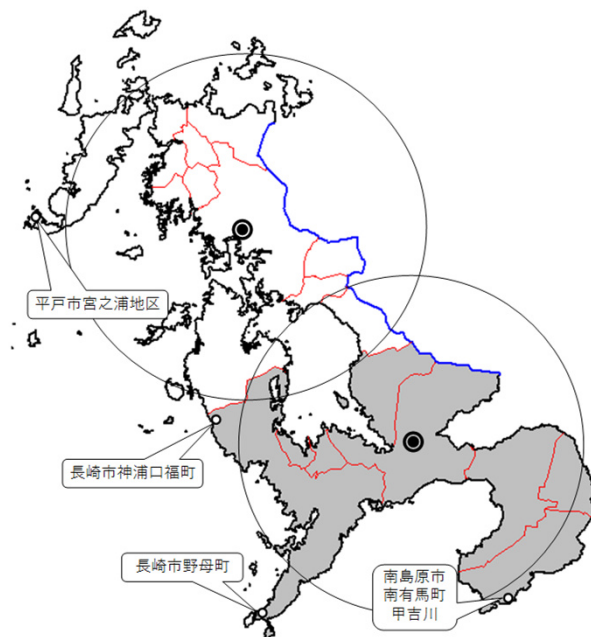 平戸市宮之浦地区
長崎市神浦口福町
長崎市野母町
南島原市
南有馬町
甲吉川